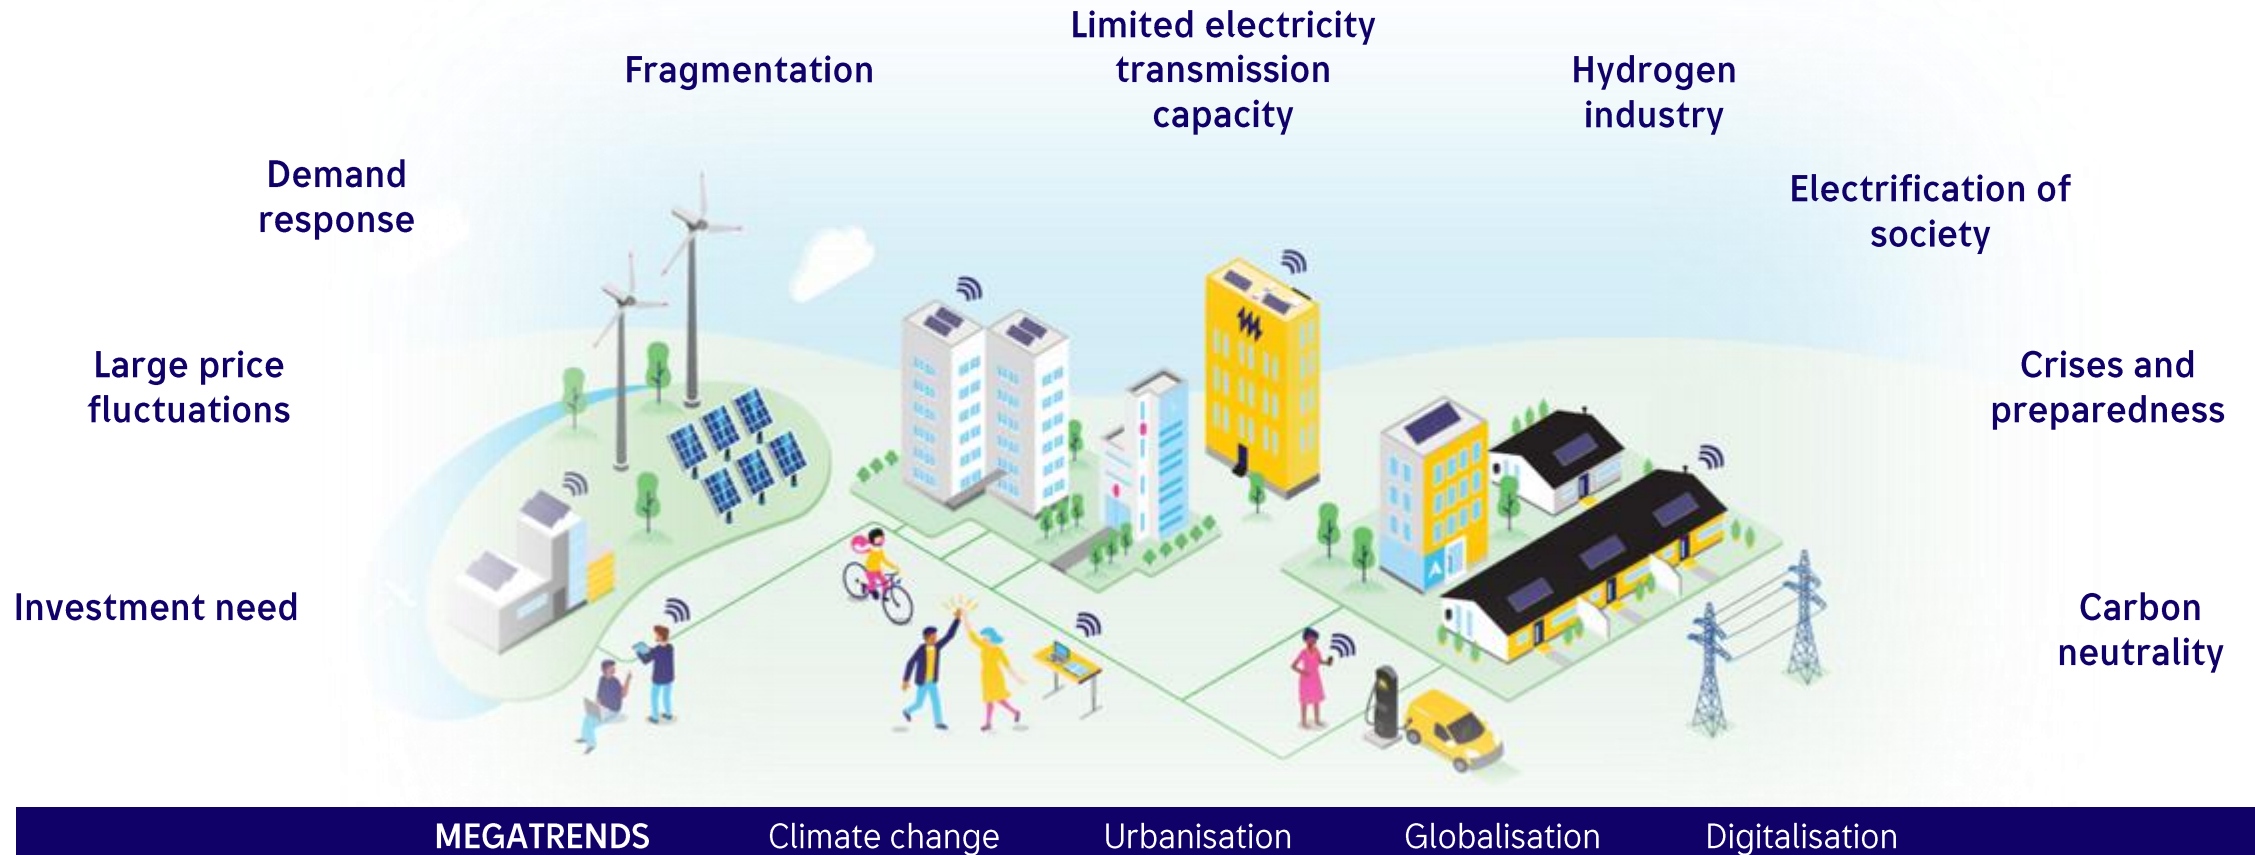 Limited electricity
transmission
capacity
Fragmentation
Hydrogen
industry
Demand
response
Electrification of
society
Large price
fluctuations
Crises and
preparedness
Investment need
Carbon
neutrality
MEGATRENDS Climate change Urbanisation Globalisation Digitalisation